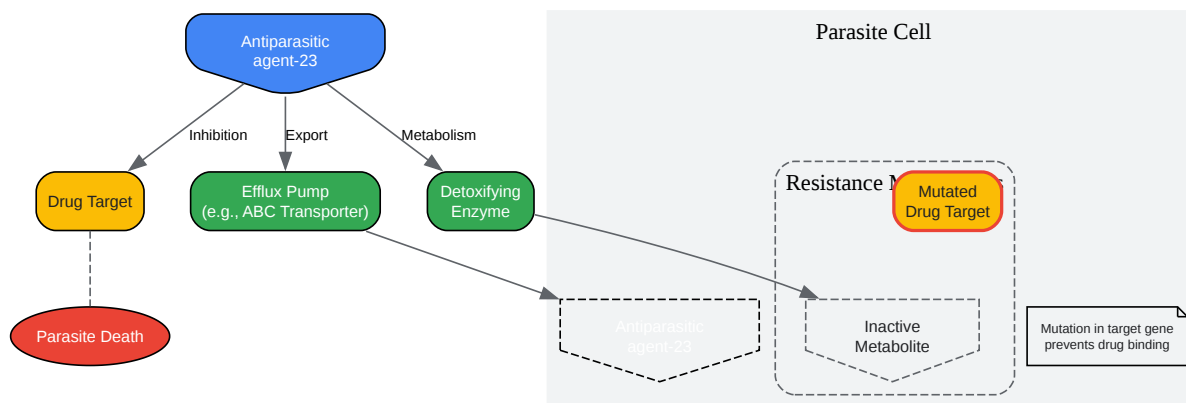 Parasite Cell
Antiparasitic
agent-23
Inhibition
Export
Metabolism
Drug Target
Efflux Pump
(e.g., ABC Transporter)
Detoxifying
Enzyme
Resistance
Mutated
Drug Target
Parasite Death
Antiparasitic
agent-23
Inactive
Metabolite
Mutation in target gene
prevents drug binding